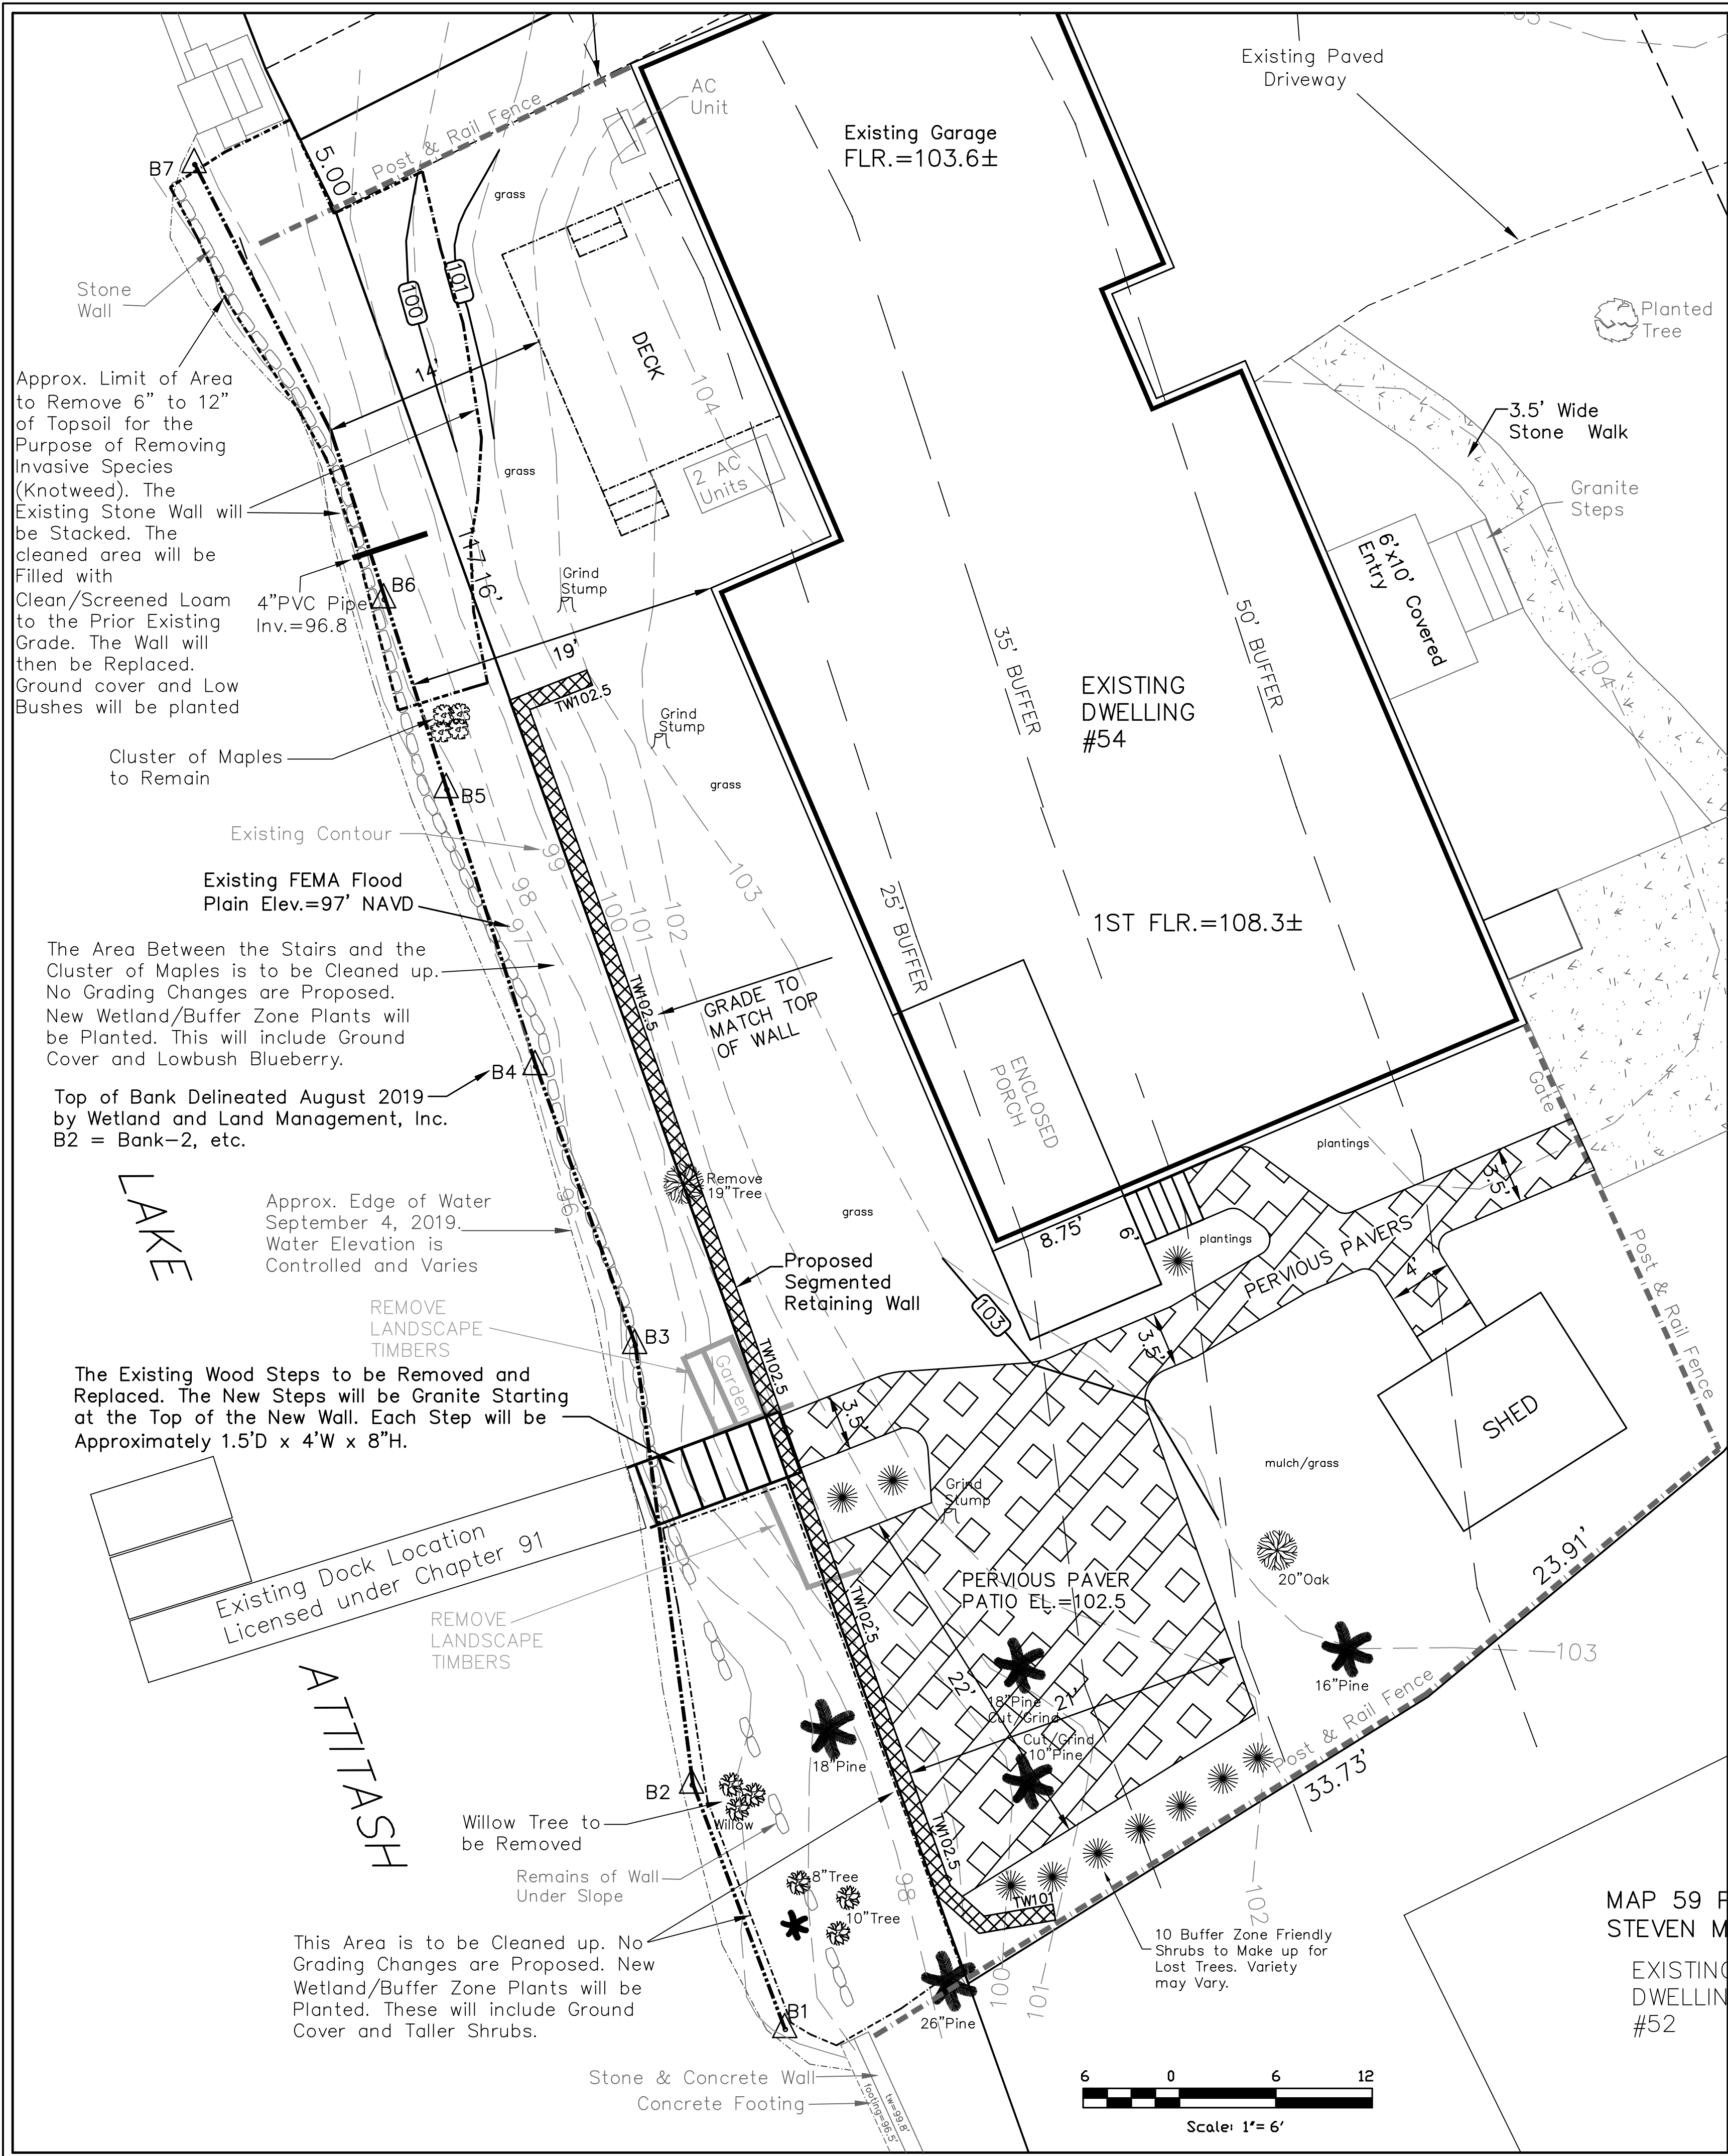 Existing Paved
Driveway
AC
Unit
Post & Rail Fence
Existing Garage
FLR.=103.6±
B7
5.00'
grass
Stone
Wall
100
101
14'
DECK
104
Planted
Tree
Approx. Limit of Area
to Remove 6" to 12"
of Topsoil for the
Purpose of Removing
Invasive Species
(Knotweed). The
Existing Stone Wall will
be Stacked. The
cleaned area will be
Filled with
Clean/Screened Loam
to the Prior Existing
Grade. The Wall will
then be Replaced.
Ground cover and Low
Bushes will be planted
3.5' Wide
Stone Walk
grass
2 AC
Units
Granite
Steps
6'x10' Covered
Entry
104
4"PVC Pipe
Inv.=96.8
B6
Grind
Stump
19'
TW102.5
35' BUFFER
50' BUFFER
EXISTING
DWELLING
#54
Grind
Stump
Cluster of Maples
to Remain
B5
grass
Existing Contour
99
98
97
100
101
102
103
Existing FEMA Flood
Plain Elev.=97' NAVD
25' BUFFER
1ST FLR.=108.3±
The Area Between the Stairs and the
Cluster of Maples is to be Cleaned up.
No Grading Changes are Proposed.
New Wetland/Buffer Zone Plants will
be Planted. This will include Ground
Cover and Lowbush Blueberry.
TW102.5
GRADE TO
MATCH TOP
OF WALL
ENCLOSED
PORCH
B4
Top of Bank Delineated August 2019
by Wetland and Land Management, Inc.
B2 = Bank-2, etc.
Gate
plantings
3.5'
LAKE
96
Approx. Edge of Water
September 4, 2019.
Water Elevation is
Controlled and Varies
Remove
19"Tree
grass
8.75'
6'
plantings
PERVIOUS PAVERS
4'
Post & Rail Fence
Proposed
Segmented
Retaining Wall
103
3.5'
REMOVE
LANDSCAPE
TIMBERS
B3
Garden
TW102.5
The Existing Wood Steps to be Removed and
Replaced. The New Steps will be Granite Starting
at the Top of the New Wall. Each Step will be
Approximately 1.5'D x 4'W x 8"H.
3.5'
SHED
mulch/grass
Grind
Stump
Existing Dock Location
Licensed under Chapter 91
20"Oak
23.91'
PERVIOUS PAVER
PATIO EL.=102.5
TW102.5
REMOVE
LANDSCAPE
TIMBERS
ATTITASH
103
16"Pine
22'
18"Pine
Cut/Grind
21'
Cut/Grind
10"Pine
Post & Rail Fence
33.73'
18"Pine
B2
Willow
Willow Tree to
be Removed
TW102.5
Remains of Wall
Under Slope
8"Tree
10"Tree
98
TW101
102
MAP 59 P
STEVEN M
EXISTING
DWELLIN
#52
This Area is to be Cleaned up. No
Grading Changes are Proposed. New
Wetland/Buffer Zone Plants will be
Planted. These will include Ground
Cover and Taller Shrubs.
10 Buffer Zone Friendly
Shrubs to Make up for
Lost Trees. Variety
may Vary.
100
101
B1
26"Pine
Stone & Concrete Wall
Concrete Footing
tw=99.8'
footing=96.5'
6 0 6 12
Scale: 1"= 6'